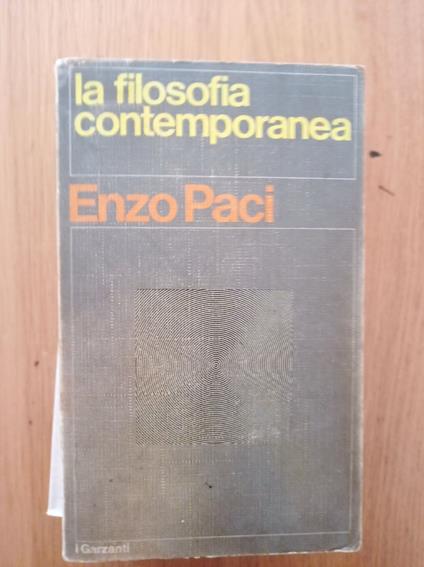 la filosofia
contemporanea
Enzo Paci
i Garzanti